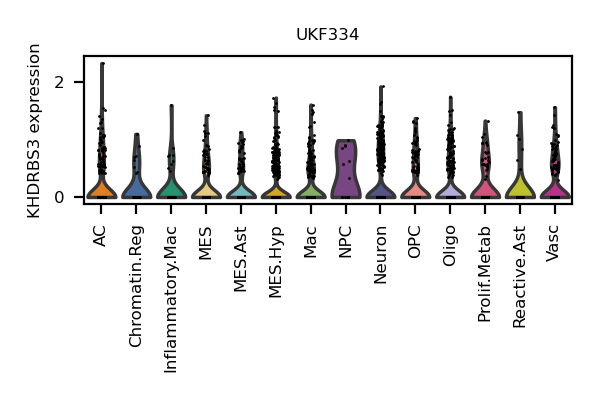 UKF334
KHDRBS3 expression
2
0
AC
Chromatin.Reg
Inflammatory.Mac
MES
MES.Ast
MES.Hyp
Mac
NPC
Neuron
OPC
Oligo
Prolif.Metab
Reactive.Ast
Vasc